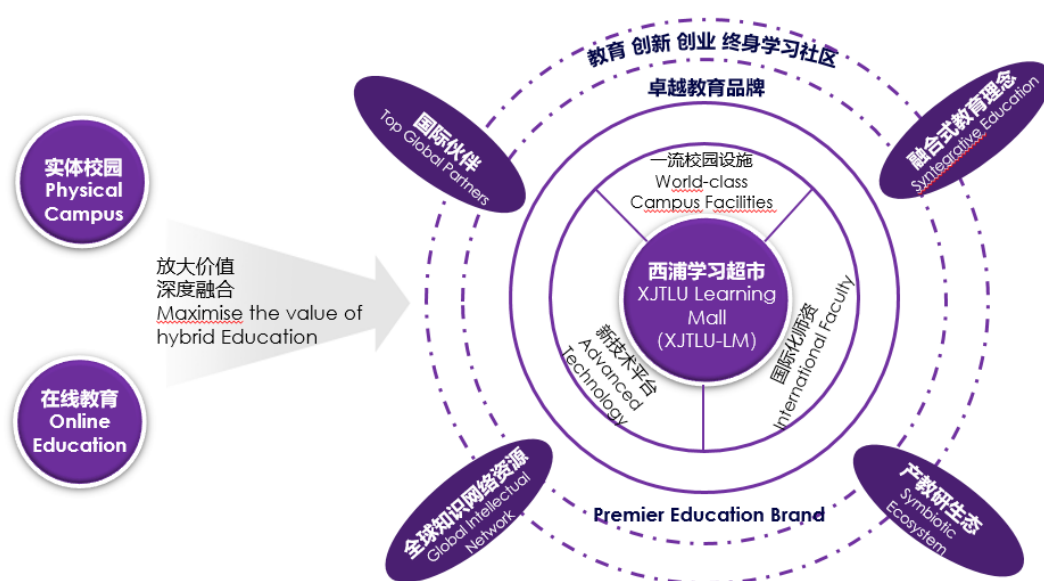 实体校园
Physical
Campus
放大价值
深度融合
Maximise the value of
hybrid Education
在线教育
Online
Education
教育 创新 创业 终身学习社区
卓越教育品牌
国际伙伴
Top Global Partners
融合式教育理念
Syntegrative Education
一流校园设施
World-class
Campus Facilities
西浦学习超市
XJTLU Learning
Mall
(XJTLU-LM)
新技术平台
Advanced
Technology
国际化师资
International Faculty
全球知识网络资源
Global Intellectual
Network
产教研生态
Symbiotic
Ecosystem
Premier Education Brand